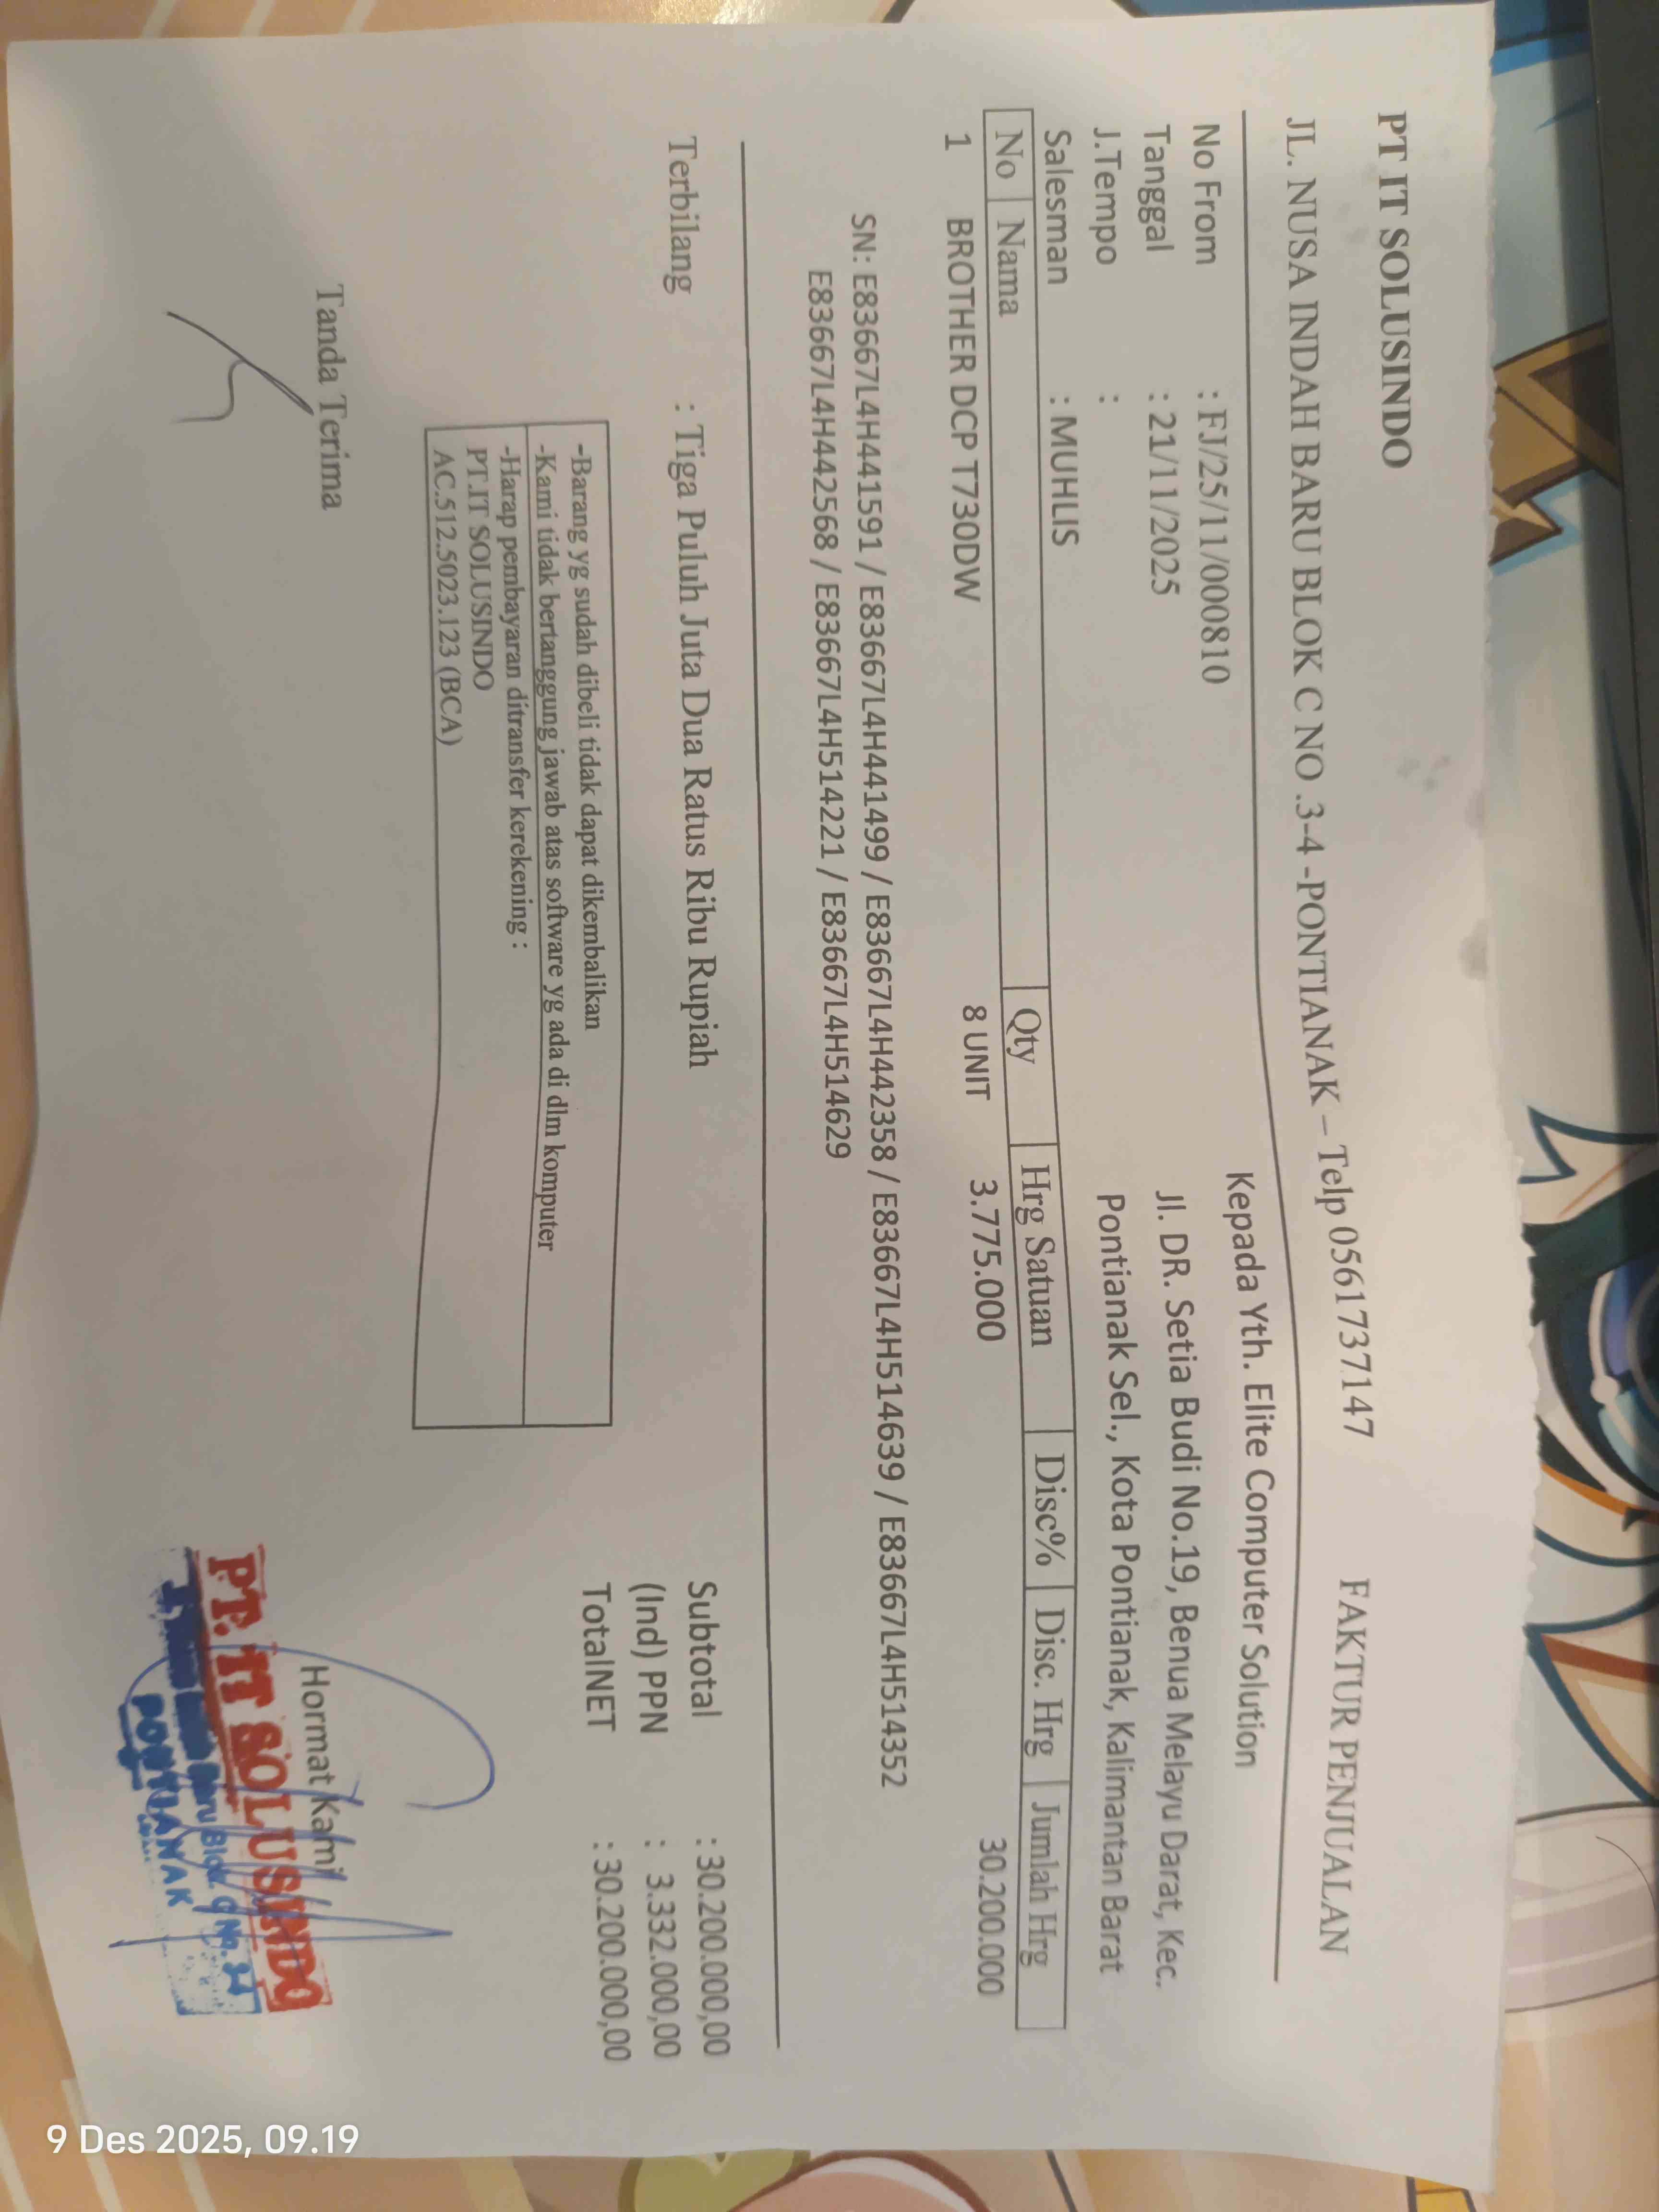 PT IT SOLUSINDO
JL. NUSA INDAH BARU BLOK C NO .3-4 -PONTIANAK – Telp 0561737147
FAKTUR PENJUALAN
No From : FJ/25/11/000810
Tanggal : 21/11/2025
J.Tempo :
Salesman : MUHLIS
Kepada Yth. Elite Computer Solution
Jl. DR. Setia Budi No.19, Benua Melayu Darat, Kec.
Pontianak Sel., Kota Pontianak, Kalimantan Barat
No Nama Qty Hrg Satuan Disc% Disc. Hrg Jumlah Hrg
1 BROTHER DCP T730DW 8 UNIT 3.775.000 30.200.000
SN: E83667L4H441591 / E83667L4H441499 / E83667L4H442358 / E83667L4H514639 / E83667L4H514352
E83667L4H442568 / E83667L4H514221 / E83667L4H514629
Terbilang : Tiga Puluh Juta Dua Ratus Ribu Rupiah
Subtotal : 30.200.000,00
(Ind) PPN : 3.332.000,00
TotalNET : 30.200.000,00
-Barang yg sudah dibeli tidak dapat dikembalikan
-Kami tidak bertanggung jawab atas software yg ada di dlm komputer
-Harap pembayaran ditransfer kerekening :
PT.IT SOLUSINDO
AC.512.5023.123 (BCA)
Tanda Terima
Hormat Kami
PT. IT SOLUSINDO
Baru Blok C No. 3-4
PONTIANAK
9 Des 2025, 09.19